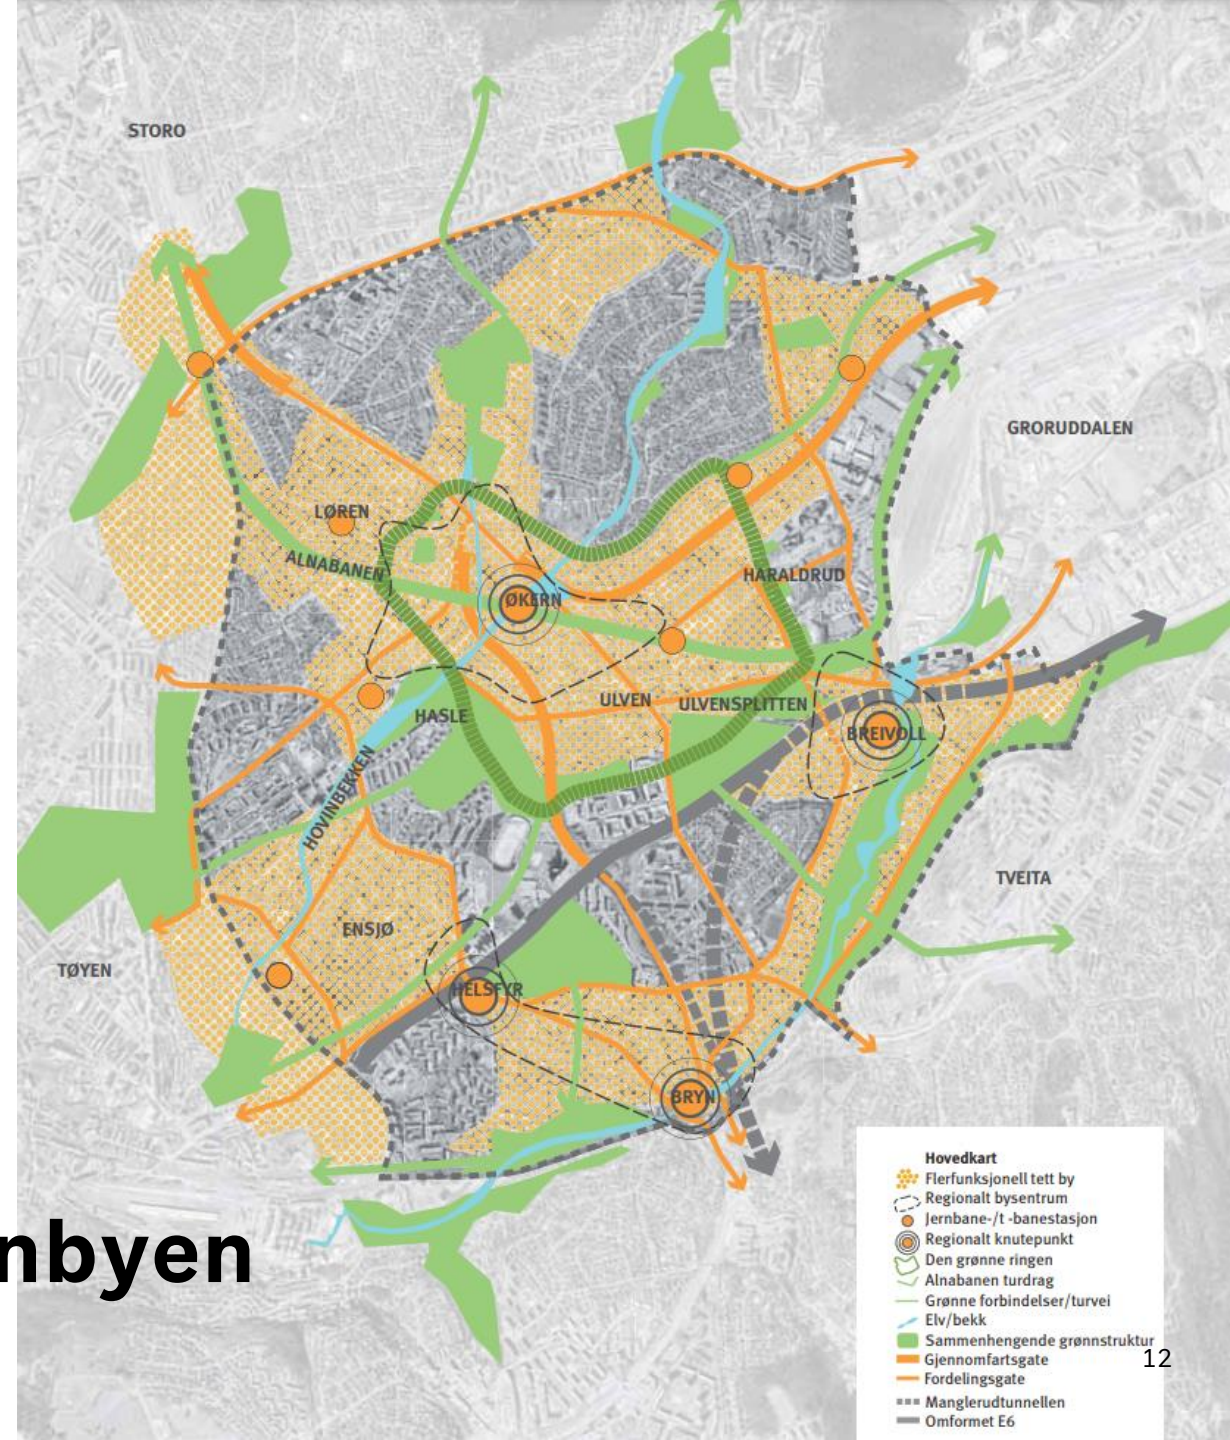 STORO
GRORUDDALEN
LØREN
ALNABANEN
HARALDRUD
ØKERN
ULVEN
ULVENSPLITTEN
HASLE
BREIVOLL
HOVINBEKKEN
TVEITA
ENSJØ
TØYEN
HELSFYR
BRYN
nbyen
Hovedkart
Flerfunksjonell tett by
Regionalt bysentrum
Jernbane-/t -banestasjon
Regionalt knutepunkt
Den grønne ringen
Alnabanen turdrag
Grønne forbindelser/turvei
Elv/bekk
Sammenhengende grønnstruktur
Gjennomfartsgate
12
Fordelingsgate
Manglerudtunnellen
Omformet E6